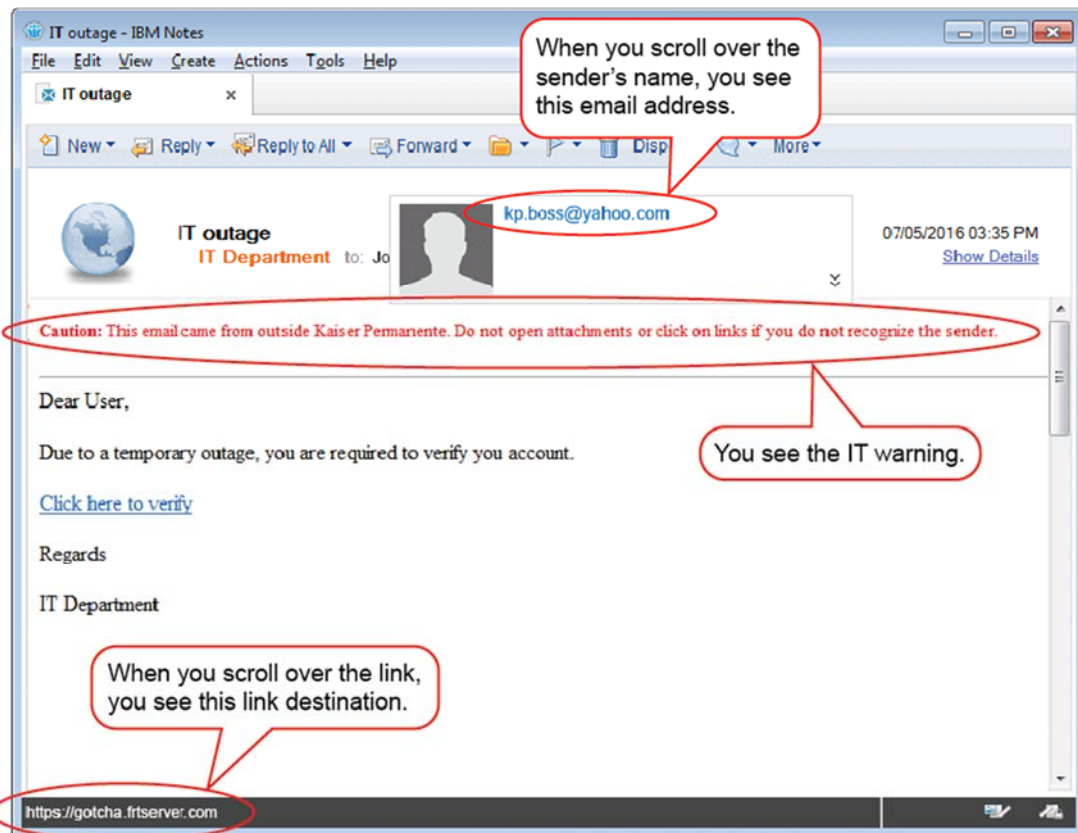 IT outage - IBM Notes
When you scroll over the
sender's name, you see
this email address.
File Edit View Create Actions Tools Help
IT outage
New Reply Reply to All Forward Disp More
kp.boss@yahoo.com
IT outage
07/05/2016 03:35 PM
IT Department to: Jo
Show Details
Caution: This email came from outside Kaiser Permanente. Do not open attachments or click on links if you do not recognize the sender.
Dear User,
You see the IT warning.
Due to a temporary outage, you are required to verify you account.
Click here to verify
Regards
IT Department
When you scroll over the link,
you see this link destination.
https://gotcha.frtserver.com